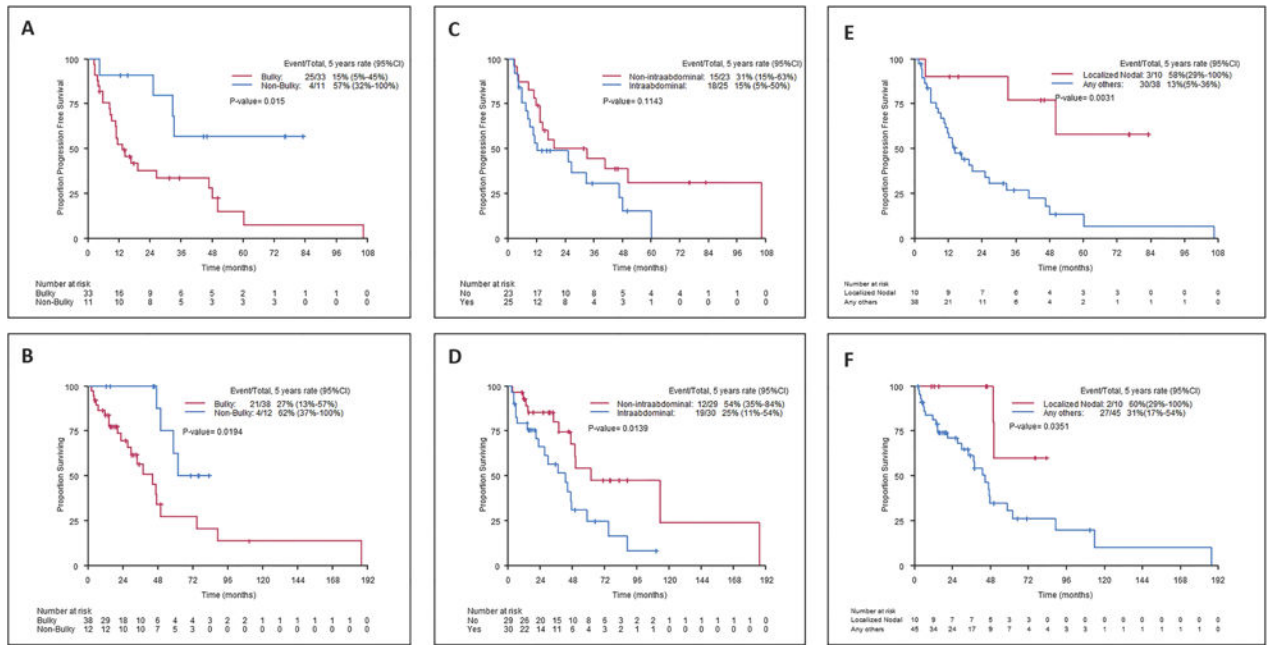 A
Event/Total, 5 years rate (95%CI)
Bulky: 25/33 15% (5%-45%)
Non-Bulky: 4/11 57% (32%-100%)
P-value= 0.015
Proportion Progression Free Survival
100
75
50
25
0
0 12 24 36 48 60 72 84 96 108
Time (months)
Number at risk
Bulky 33 16 9 6 5 2 1 1 1 0
Non-Bulky 11 10 8 5 3 3 3 0 0 0
C
Event/Total, 5 years rate (95%CI)
Non-intraabdominal: 15/23 31% (15%-63%)
Intraabdominal: 18/25 15% (5%-50%)
P-value= 0.1143
Proportion Progression Free Survival
100
75
50
25
0
0 12 24 36 48 60 72 84 96 108
Time (months)
Number at risk
No 23 17 10 8 5 4 4 1 1 0
Yes 25 12 8 4 3 1 0 0 0 0
E
Event/Total, 5 years rate (95%CI)
Localized Nodal: 3/10 58%(29%-100%)
Any others: 30/38 13%(5%-36%)
P-value= 0.0031
Proportion Progression Free Survival
100
75
50
25
0
0 12 24 36 48 60 72 84 96 108
Time (months)
Number at risk
Localized Nodal 10 9 7 6 4 3 3 0 0 0
Any others 38 21 11 6 4 2 1 1 1 0
B
Event/Total, 5 years rate (95%CI)
Bulky: 21/38 27% (13%-57%)
Non-Bulky: 4/12 62% (37%-100%)
P-value= 0.0194
Proportion Surviving
100
75
50
25
0
0 24 48 72 96 120 144 168 192
Time (months)
Number at risk
Bulky 38 29 18 10 6 4 4 3 2 2 1 1 1 1 1 1 0
Non-Bulky 12 12 10 10 7 5 3 0 0 0 0 0 0 0 0 0 0
D
Event/Total, 5 years rate (95%CI)
Non-intraabdominal: 12/29 54% (35%-84%)
Intraabdominal: 19/30 25% (11%-54%)
P-value= 0.0139
Proportion Surviving
100
75
50
25
0
0 24 48 72 96 120 144 168 192
Time (months)
Number at risk
No 29 26 20 15 10 8 6 3 2 2 1 1 1 1 1 1 0
Yes 30 22 14 11 6 4 3 2 1 1 0 0 0 0 0 0 0
F
Event/Total, 5 years rate (95%CI)
Localized Nodal: 2/10 60%(29%-100%)
Any others: 27/45 31%(17%-54%)
P-value= 0.0351
Proportion Surviving
100
75
50
25
0
0 24 48 72 96 120 144 168 192
Time (months)
Number at risk
Localized Nodal 10 9 7 7 5 3 3 0 0 0 0 0 0 0 0 0 0
Any others 45 34 24 17 9 7 4 4 3 3 1 1 1 1 1 1 0